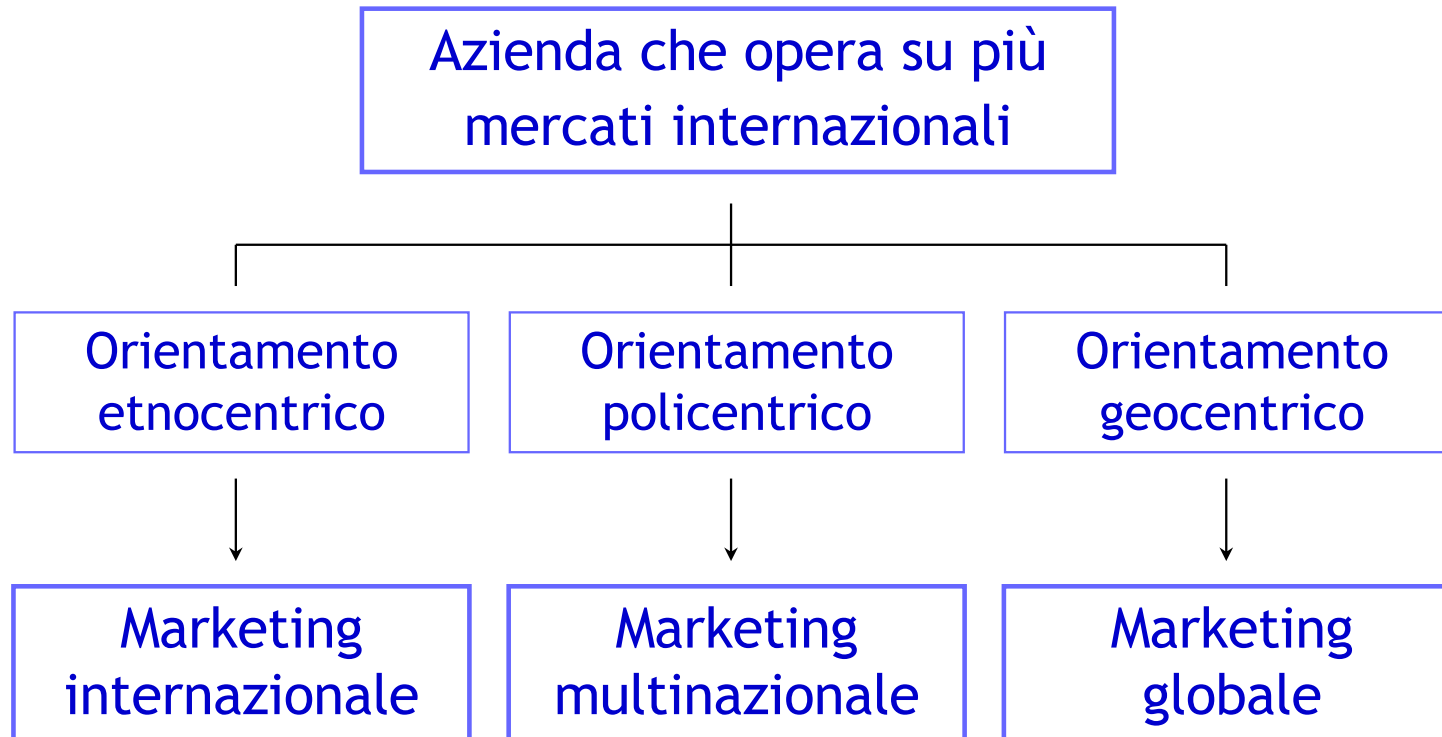 Azienda che opera su più
mercati internazionali
Orientamento
etnocentrico
Orientamento
policentrico
Orientamento
geocentrico
Marketing
internazionale
Marketing
multinazionale
Marketing
globale